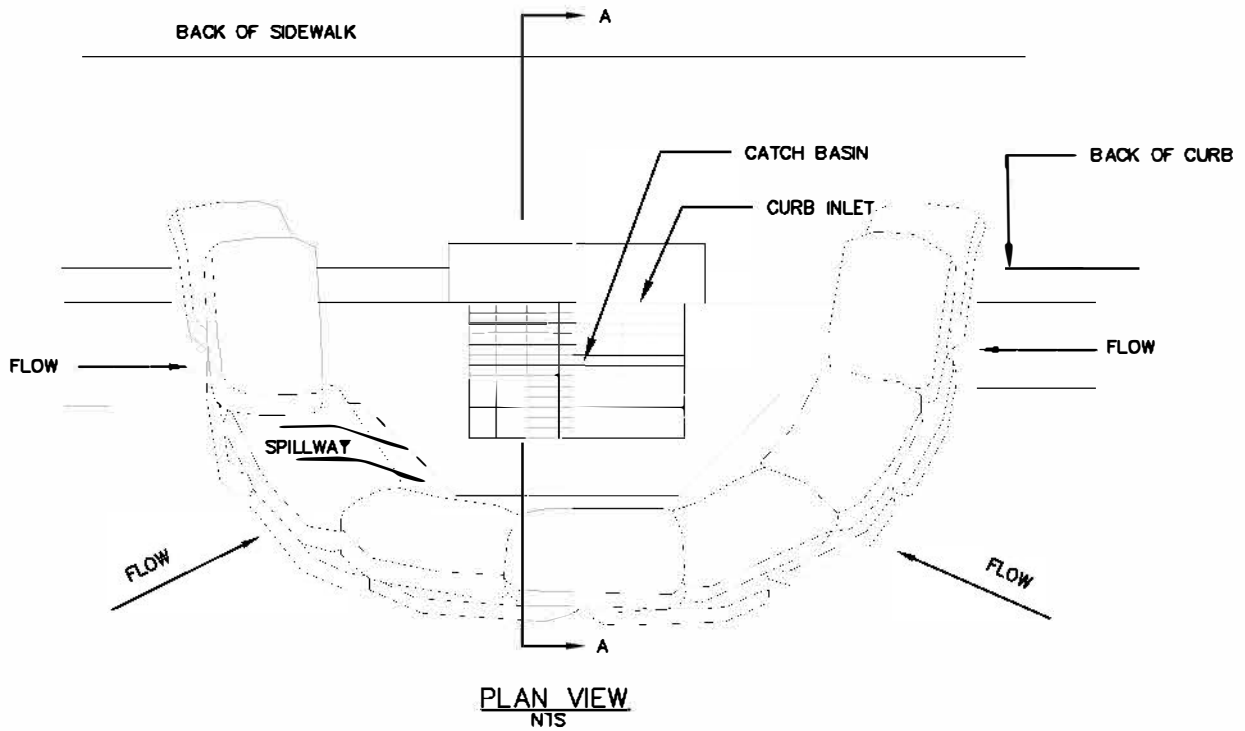 A
BACK OF SIDEWALK
CATCH BASIN
BACK OF CURB
CURB INLET
FLOW
FLOW
SPILLWAY
FLOW
FLOW
A
PLAN VIEW
NTS